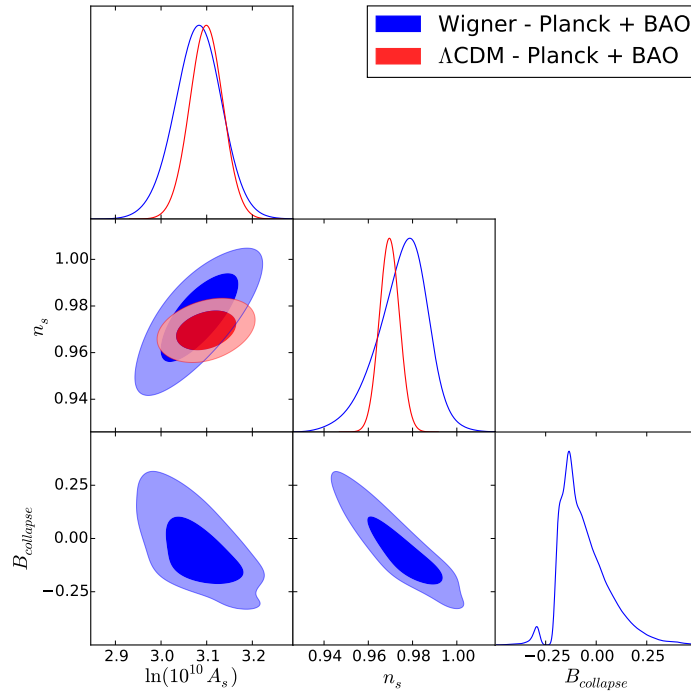 Wigner - Planck + BAO
ΛCDM - Planck + BAO
1.00
0.98
0.96
0.94
n_s
0.25
0.00
−0.25
B_collapse
2.9 3.0 3.1 3.2
ln(10^10 A_s)
0.94 0.96 0.98 1.00
n_s
−0.25 0.00 0.25
B_collapse